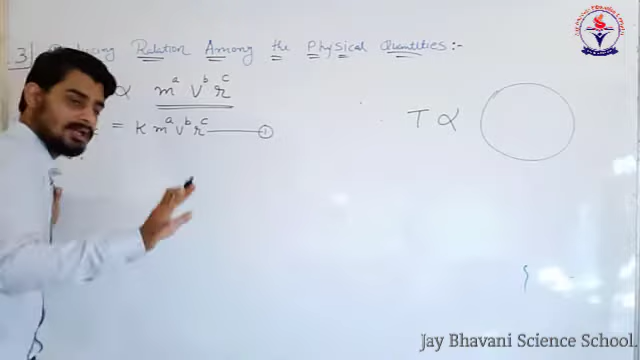 3] Deducing Relation Among the Physical Quantities :-
∝ m^a v^b r^c
= K m^a v^b r^c ——— ①
T ∝
Jay Bhavani Science School.